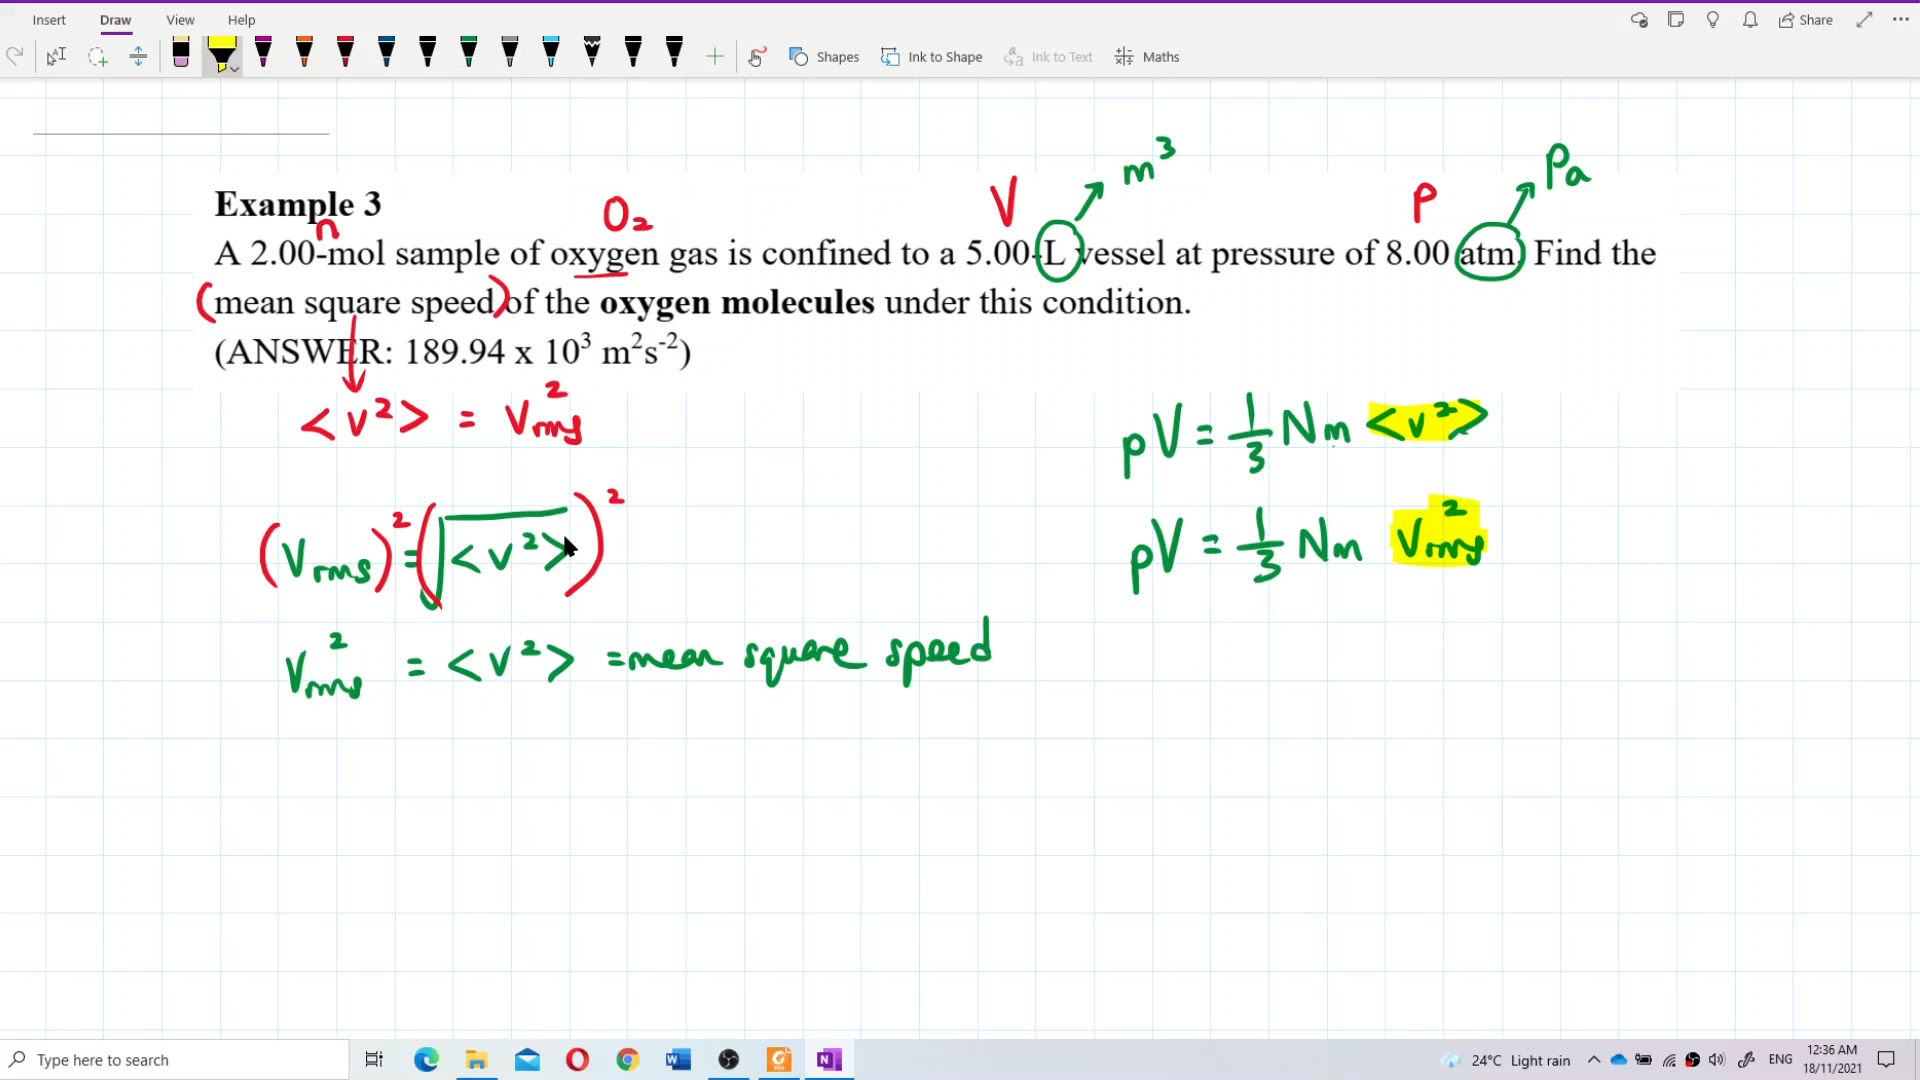 Insert Draw View Help
Share
Shapes Ink to Shape Ink to Text Maths
m³
Pa
O₂ V P
Example 3
n
A 2.00-mol sample of oxygen gas is confined to a 5.00-L vessel at pressure of 8.00 atm. Find the
(mean square speed) of the oxygen molecules under this condition.
(ANSWER: 189.94 x 10³ m²s⁻²)
<v²> = Vrms²
pV = 1/3 Nm <v²>
(Vrms)² = (√<v²>)²
pV = 1/3 Nm Vrms²
Vrms² = <v²> = mean square speed
Type here to search
24°C Light rain
ENG
12:36 AM
18/11/2021